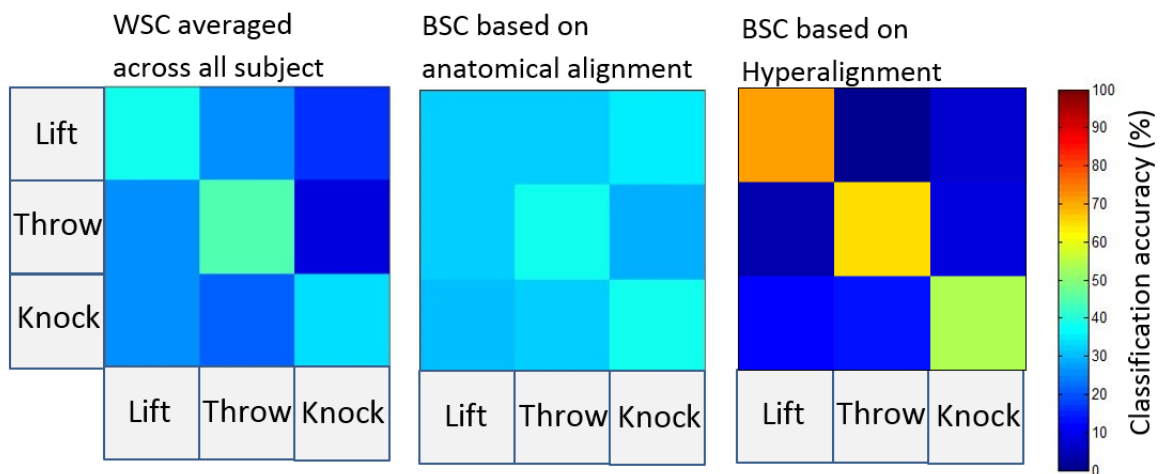 WSC averaged
across all subject
BSC based on
anatomical alignment
BSC based on
Hyperalignment
Lift
Throw
Knock
Lift Throw Knock
Lift Throw Knock
Lift Throw Knock
100
90
80
70
60
50
40
30
20
10
0
Classification accuracy (%)